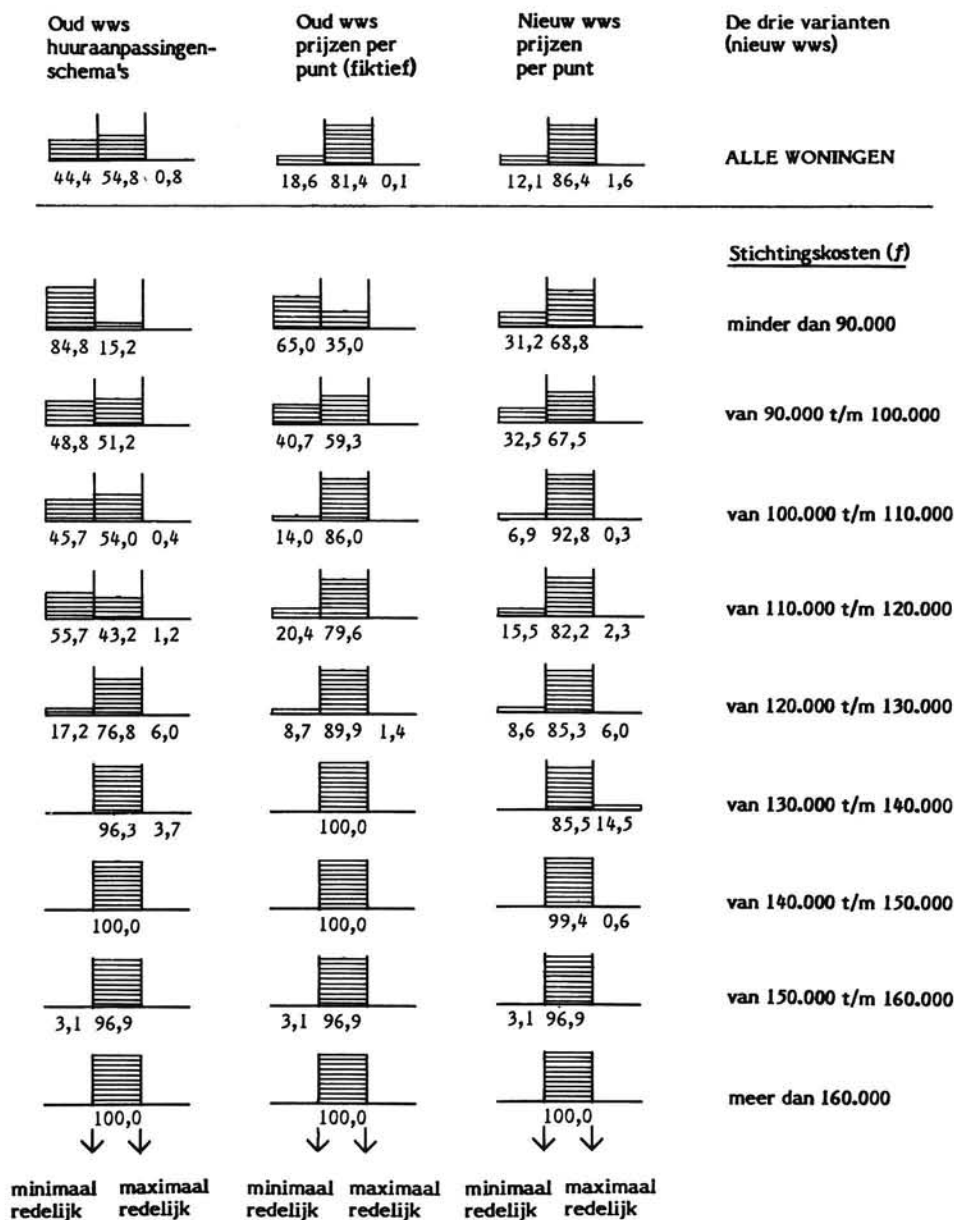 Oud wws huuraanpassingen-schema's
Oud wws prijzen per punt (fiktief)
Nieuw wws prijzen per punt
De drie varianten (nieuw wws)
44,4 54,8 0,8
18,6 81,4 0,1
12,1 86,4 1,6
ALLE WONINGEN
Stichtingskosten (f)
84,8 15,2
65,0 35,0
31,2 68,8
minder dan 90.000
48,8 51,2
40,7 59,3
32,5 67,5
van 90.000 t/m 100.000
45,7 54,0 0,4
14,0 86,0
6,9 92,8 0,3
van 100.000 t/m 110.000
55,7 43,2 1,2
20,4 79,6
15,5 82,2 2,3
van 110.000 t/m 120.000
17,2 76,8 6,0
8,7 89,9 1,4
8,6 85,3 6,0
van 120.000 t/m 130.000
96,3 3,7
100,0
85,5 14,5
van 130.000 t/m 140.000
100,0
100,0
99,4 0,6
van 140.000 t/m 150.000
3,1 96,9
3,1 96,9
3,1 96,9
van 150.000 t/m 160.000
100,0
100,0
100,0
meer dan 160.000
minimaal redelijk
maximaal redelijk
minimaal redelijk
maximaal redelijk
minimaal redelijk
maximaal redelijk